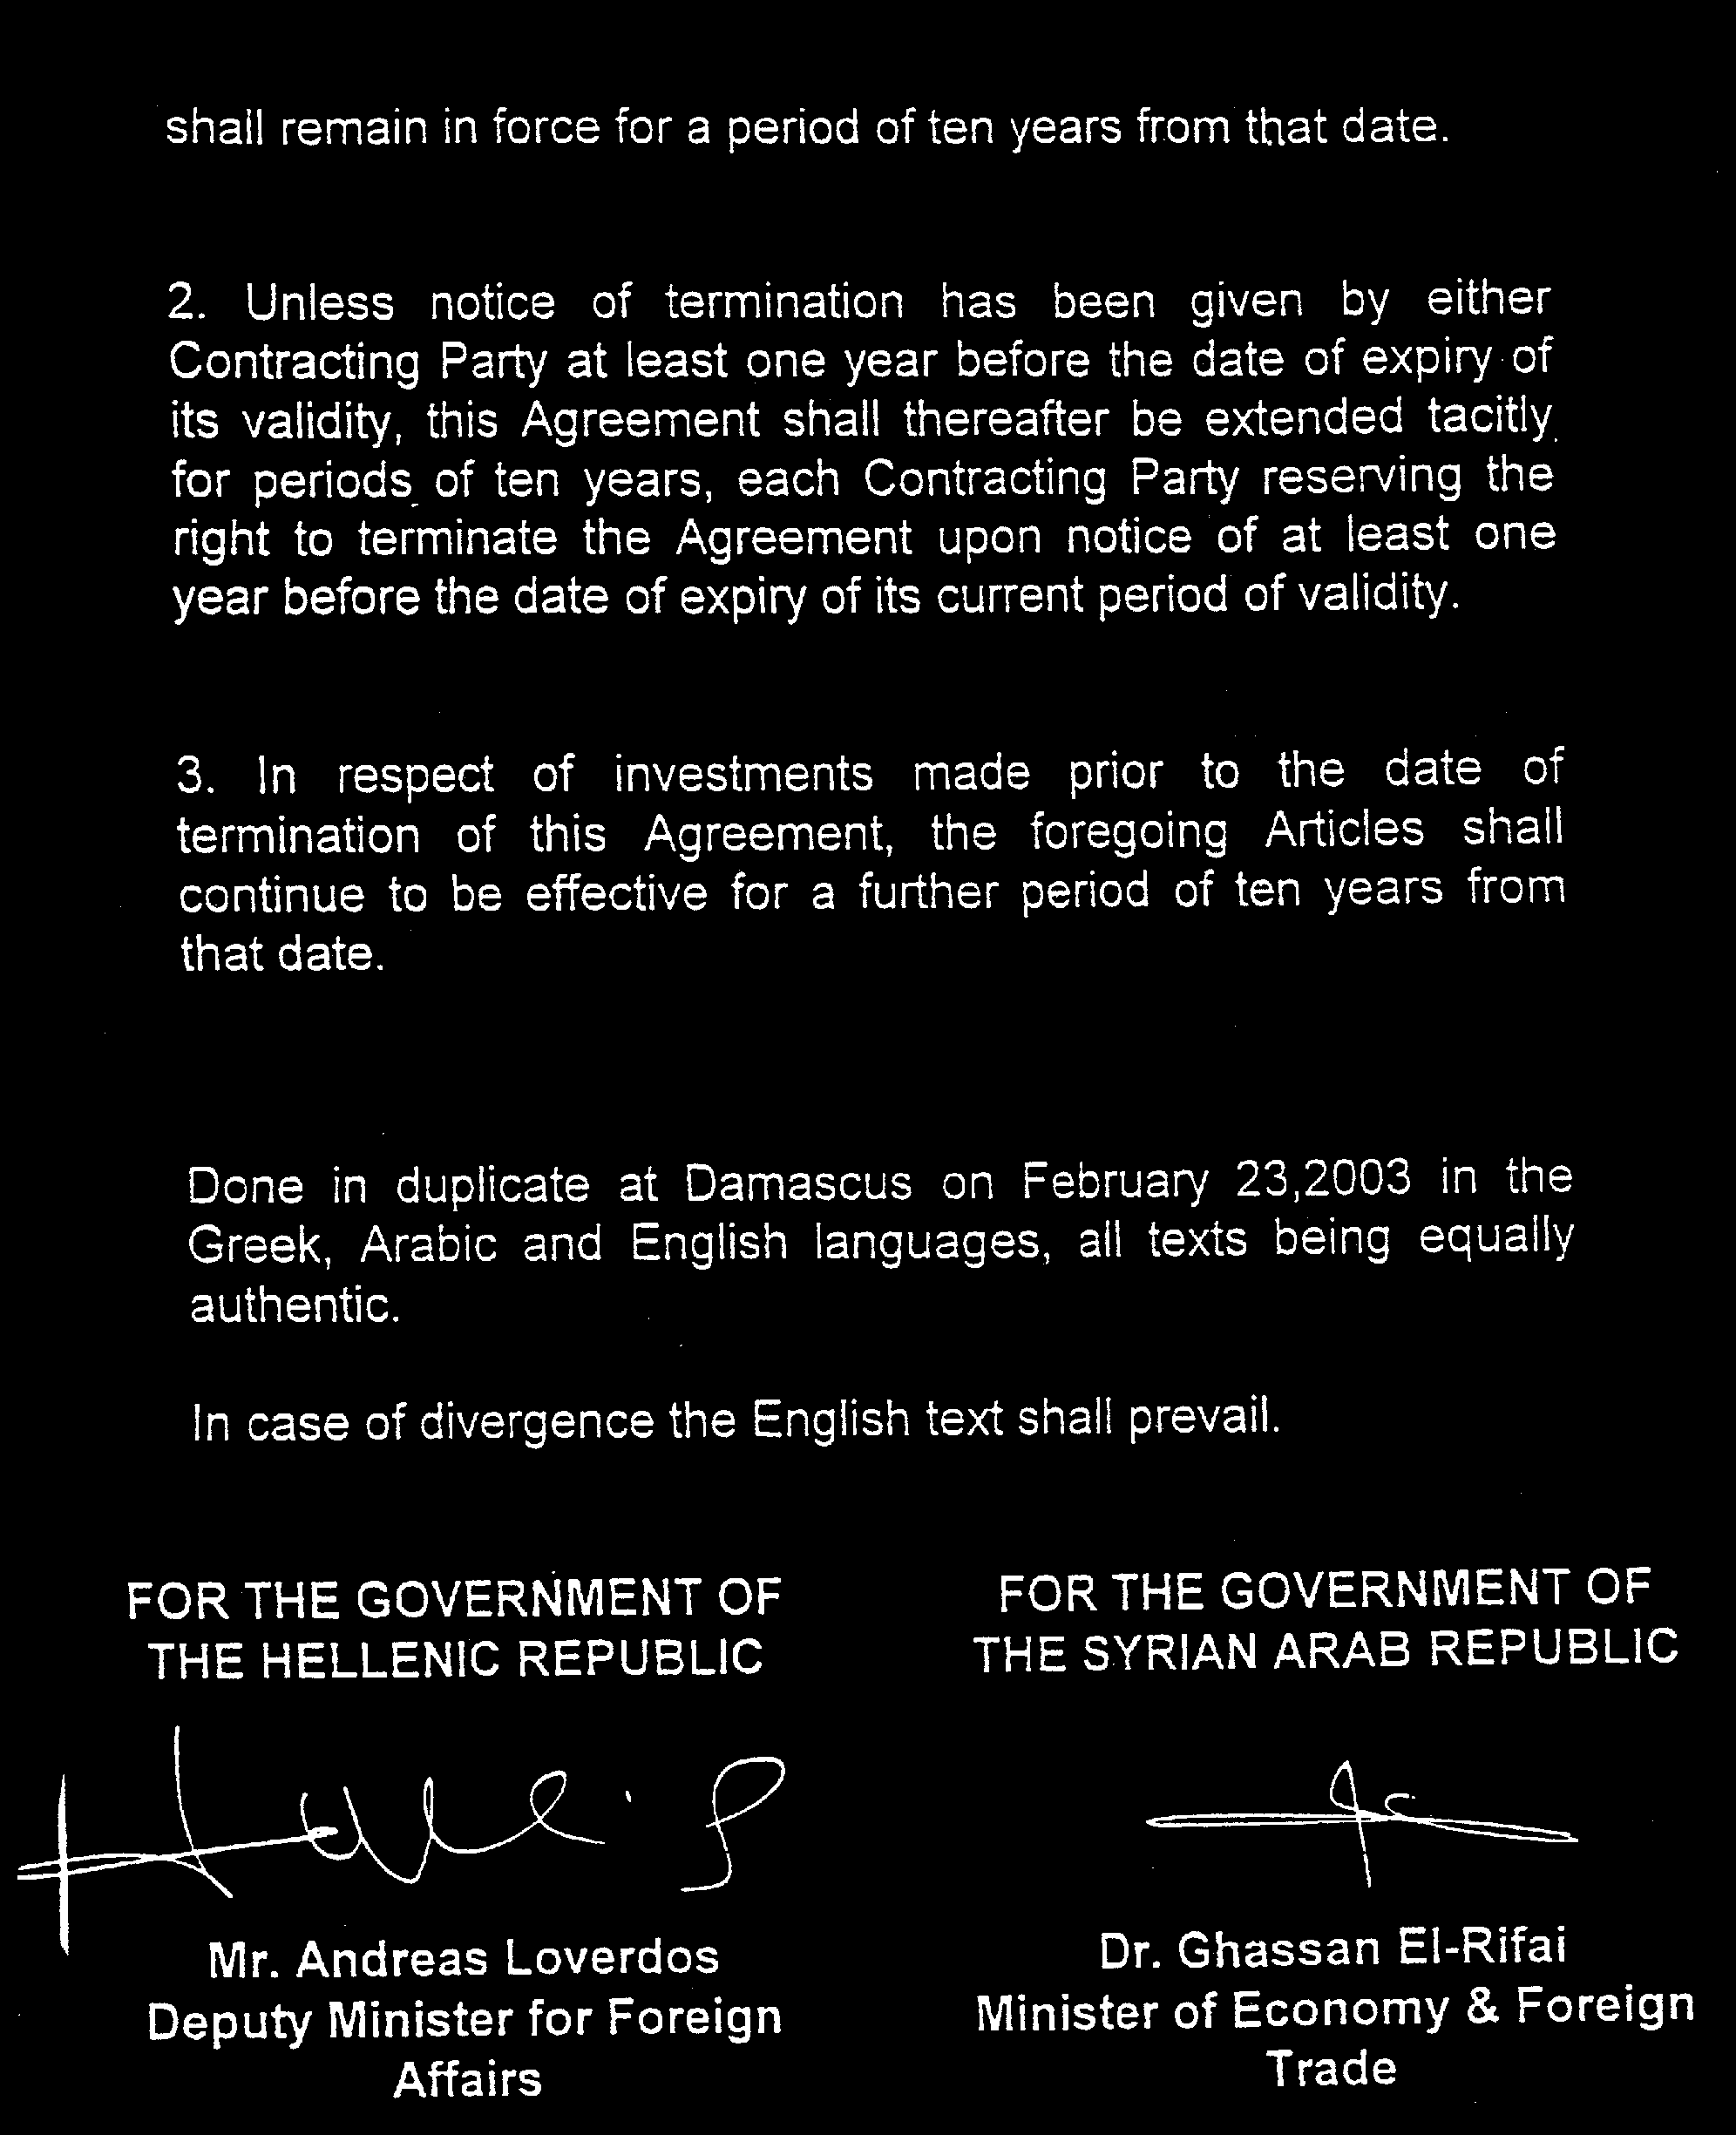 shall remain in force for a period of ten years from that date.
2. Unless notice of termination has been given by either
Contracting Party at least one year before the date of expiry of
its validity, this Agreement shall thereafter be extended tacitly
for periods of ten years, each Contracting Party reserving the
right to terminate the Agreement upon notice of at least one
year before the date of expiry of its current period of validity.
3. In respect of investments made prior to the date of
termination of this Agreement, the foregoing Articles shall
continue to be effective for a further period of ten years from
that date.
Done in duplicate at Damascus on February 23,2003 in the
Greek, Arabic and English languages, all texts being equally
authentic.
In case of divergence the English text shall prevail.
FOR THE GOVERNMENT OF
THE HELLENIC REPUBLIC
Mr. Andreas Loverdos
Deputy Minister for Foreign
Affairs
FOR THE GOVERNMENT OF
THE SYRIAN ARAB REPUBLIC
Dr. Ghassan El-Rifai
Minister of Economy & Foreign
Trade